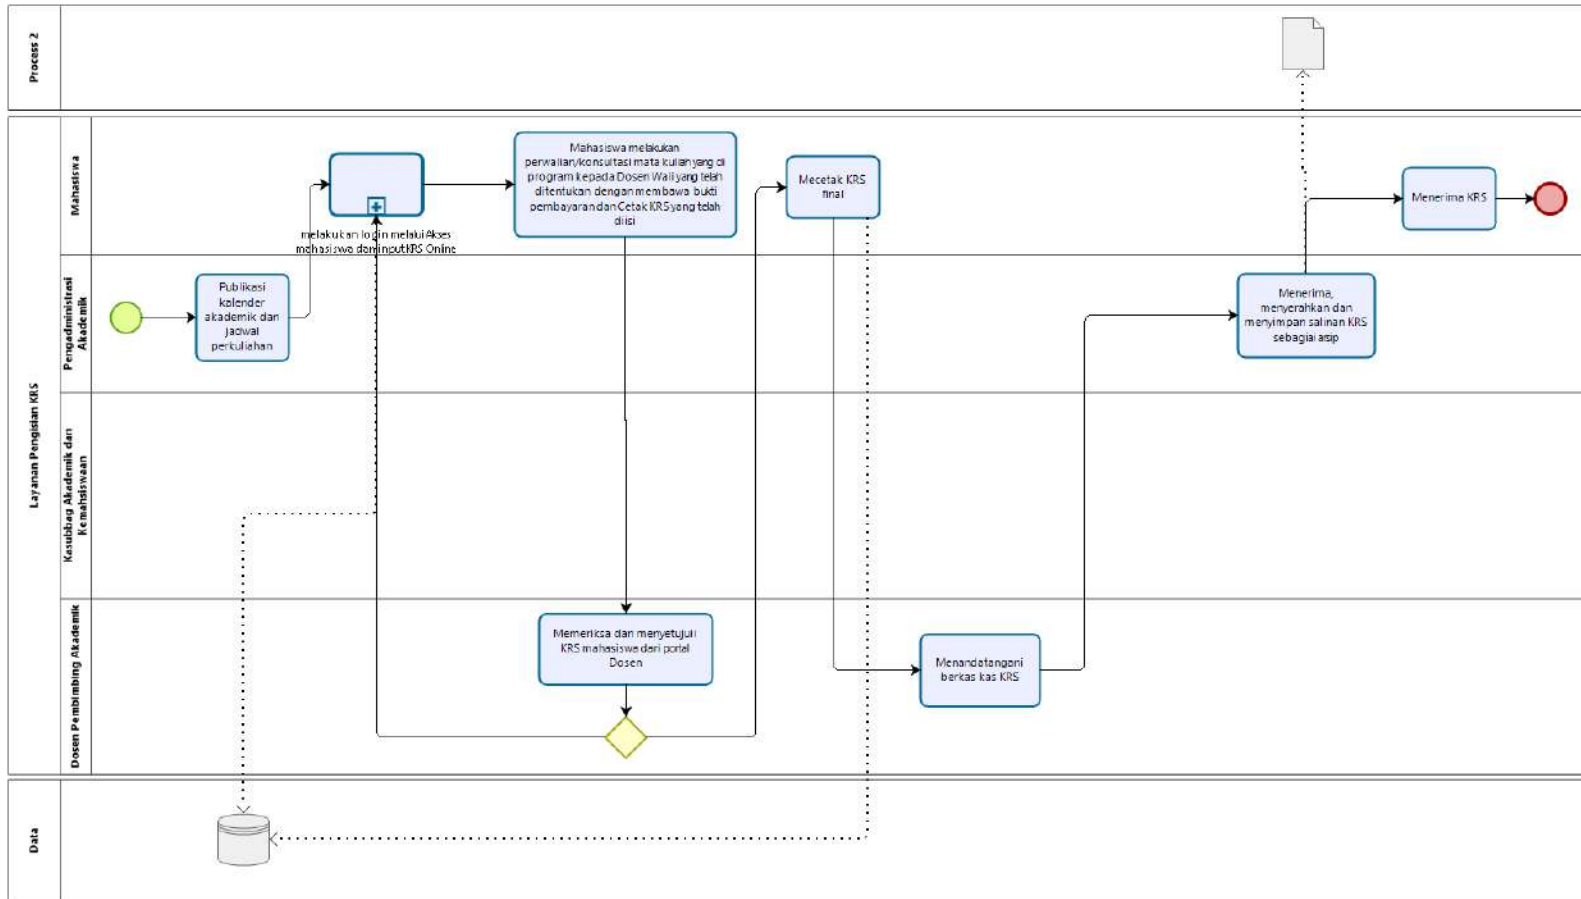 Process 2
Layanan Pengisian KRS
Mahasiswa
melakukan login melalui Akses
mahasiswa dan input KRS Online
Mahasiswa melakukan
perwalian/konsultasi mata kuliah yang di
program kepada Dosen Wali yang telah
ditentukan dengan membawa bukti
pembayaran dan Cetak KRS yang telah
diisi
Mecetak KRS
final
Menerima KRS
Pengadministrasi
Akademik
Publikasi
kalender
akademik dan
jadwal
perkuliahan
Menerima,
menyerahkan dan
menyimpan salinan KRS
sebagiai arsip
Kasubbag Akademik dan
Kemahsiswaan
Dosen Pembimbing Akademik
Memeriksa dan menyetujuii
KRS mahasiswa dari portal
Dosen
Menandatangani
berkas kas KRS
Data